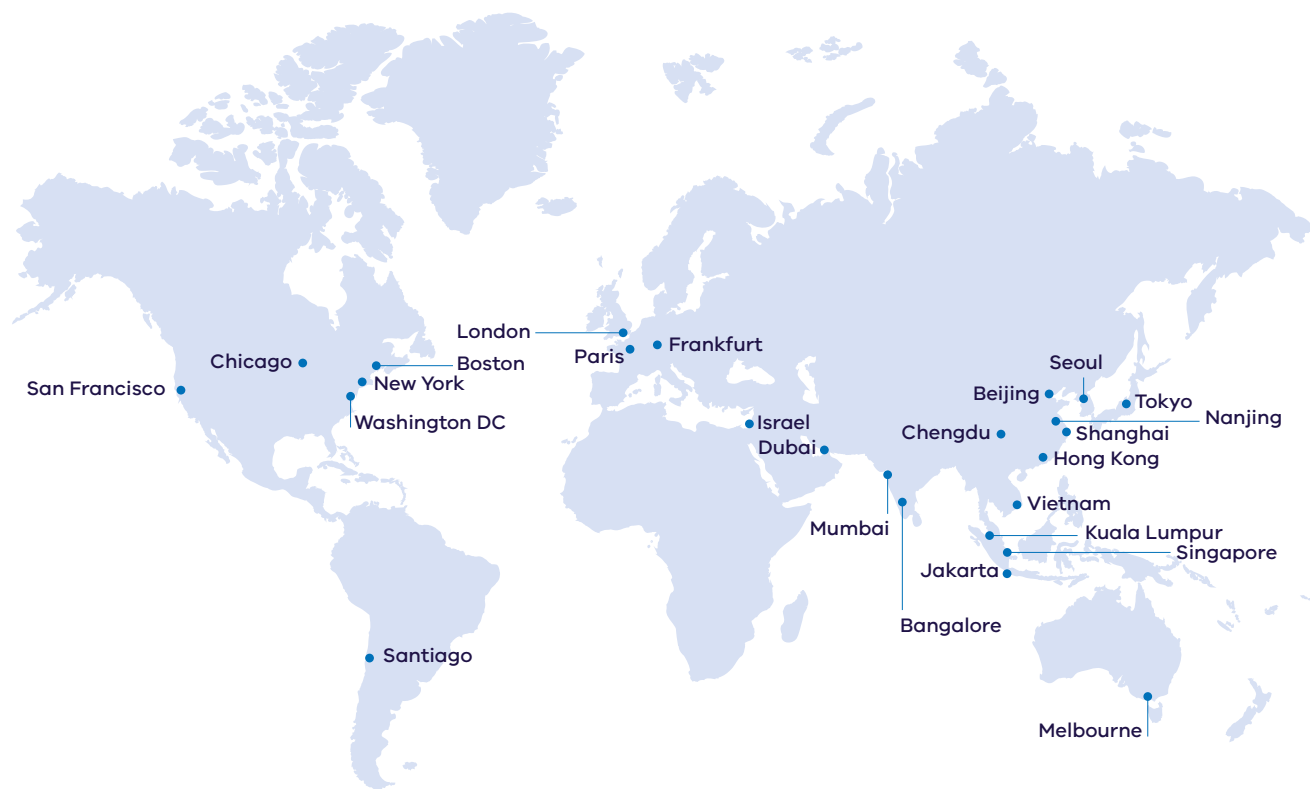 London
Paris
Frankfurt
Chicago
Boston
Seoul
San Francisco
New York
Beijing
Tokyo
Washington DC
Israel
Nanjing
Dubai
Chengdu
Shanghai
Hong Kong
Vietnam
Mumbai
Kuala Lumpur
Singapore
Jakarta
Bangalore
Santiago
Melbourne